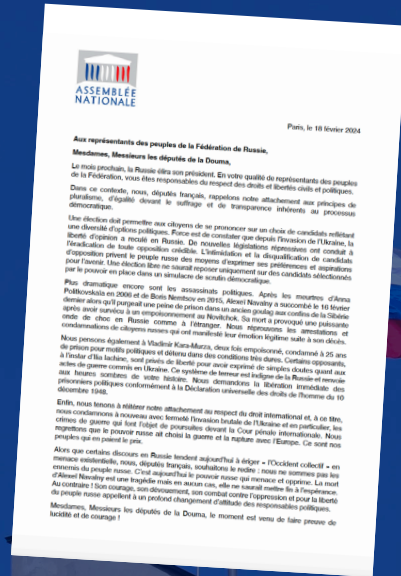 ASSEMBLÉE
NATIONALE
Paris, le 18 février 2024
Aux représentants des peuples de la Fédération de Russie,
Mesdames, Messieurs les députés de la Douma,
Le mois prochain, la Russie élira son président. En votre qualité de représentants des peuples
de la Fédération, vous êtes responsables du respect des droits et libertés civils et politiques.
Dans ce contexte, nous, députés français, rappelons notre attachement aux principes de
pluralisme, d'égalité devant le suffrage et de transparence inhérents au processus
démocratique.
Une élection doit permettre aux citoyens de se prononcer sur un choix de candidats reflétant
une diversité d'options politiques. Force est de constater que depuis l'invasion de l'Ukraine, la
liberté d'opinion a reculé en Russie. De nouvelles législations répressives ont conduit à
l'éradication de toute opposition crédible. L'intimidation et la disqualification de candidats
d'opposition privent le peuple russe des moyens d'exprimer ses préférences et aspirations
pour l'avenir. Une élection libre ne saurait reposer uniquement sur des candidats sélectionnés
par le pouvoir en place dans un simulacre de scrutin démocratique.
Plus dramatique encore sont les assassinats politiques. Après les meurtres d'Anna
Politkovskaïa en 2006 et de Boris Nemtsov en 2015, Alexei Navalny a succombé le 16 février
dernier alors qu'il purgeait une peine de prison dans un ancien goulag aux confins de la Sibérie
après avoir survécu à un empoisonnement au Novitchok. Sa mort a provoqué une puissante
onde de choc en Russie comme à l'étranger. Nous réprouvons les arrestations et
condamnations de citoyens russes qui ont manifesté leur émotion légitime suite à son décès.
Nous pensons également à Vladimir Kara-Murza, deux fois empoisonné, condamné à 25 ans
de prison pour motifs politiques et détenu dans des conditions très dures. Certains opposants,
à l'instar d'Ilia Iachine, sont privés de liberté pour avoir exprimé de simples doutes quant aux
actes de guerre commis en Ukraine. Ce système de terreur est indigne de la Russie et renvoie
aux heures sombres de votre histoire. Nous demandons la libération immédiate des
prisonniers politiques conformément à la Déclaration universelle des droits de l'homme du 10
décembre 1948.
Enfin, nous tenons à réitérer notre attachement au respect du droit international et, à ce titre,
nous condamnons à nouveau avec fermeté l'invasion brutale de l'Ukraine et en particulier, les
crimes de guerre qui font l'objet de poursuites devant la Cour pénale internationale. Nous
regrettons que le pouvoir russe ait choisi la guerre et la rupture avec l'Europe. Ce sont nos
peuples qui en paient le prix.
Alors que certains discours en Russie tendent aujourd'hui à ériger « l'Occident collectif » en
menace existentielle, nous, députés français, souhaitons le redire : nous ne sommes pas les
ennemis du peuple russe. C'est aujourd'hui le pouvoir russe qui menace et opprime. La mort
d'Alexei Navalny est une tragédie mais en aucun cas, elle ne saurait mettre fin à l'espérance.
Au contraire ! Son courage, son dévouement, son combat contre l'oppression et pour la liberté
du peuple russe appellent à un profond changement d'attitude des responsables politiques.
Mesdames, Messieurs les députés de la Douma, le moment est venu de faire preuve de
lucidité et de courage !